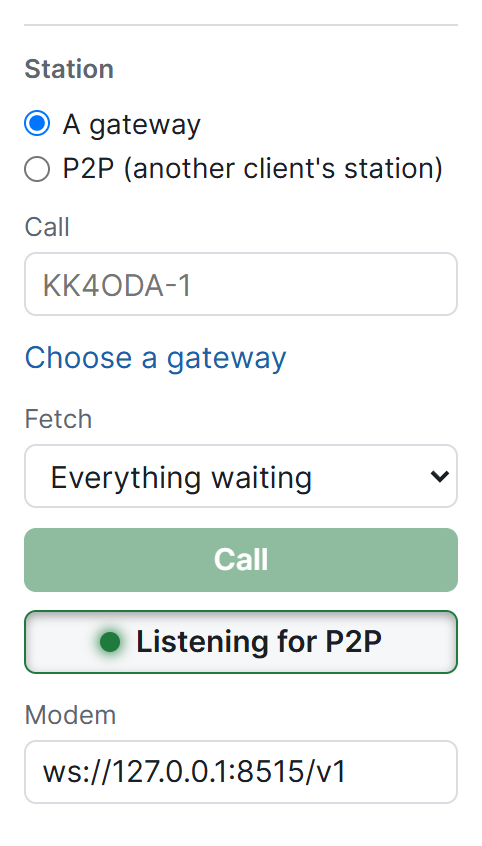 Station
A gateway
P2P (another client's station)
Call
KK4ODA-1
Choose a gateway
Fetch
Everything waiting
Call
Listening for P2P
Modem
ws://127.0.0.1:8515/v1